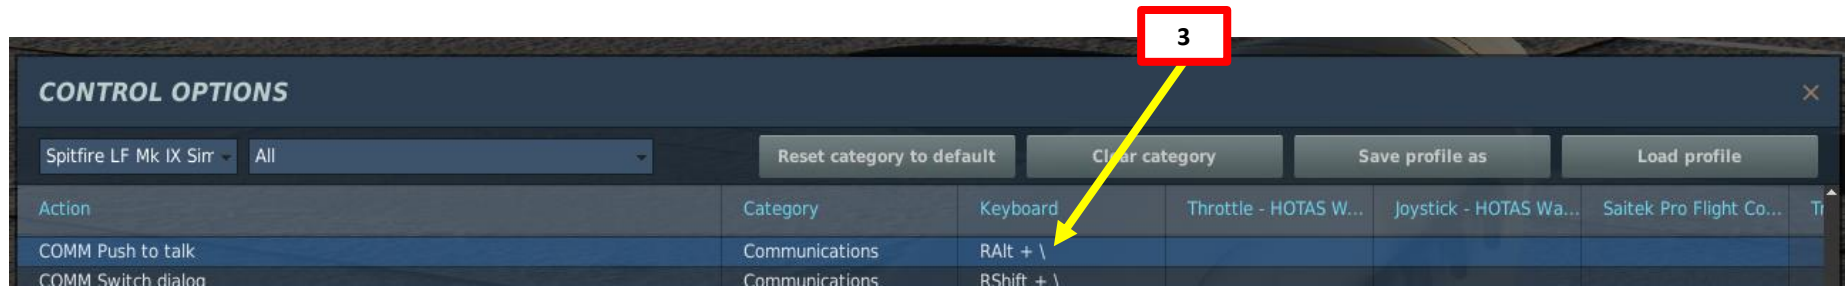 3
CONTROL OPTIONS
Spitfire LF Mk IX Sim All Reset category to default Clear category Save profile as Load profile
Action Category Keyboard Throttle - HOTAS W... Joystick - HOTAS Wa... Saitek Pro Flight Co... Tr
COMM Push to talk Communications RAlt + \
COMM Switch dialog Communications RShift + \